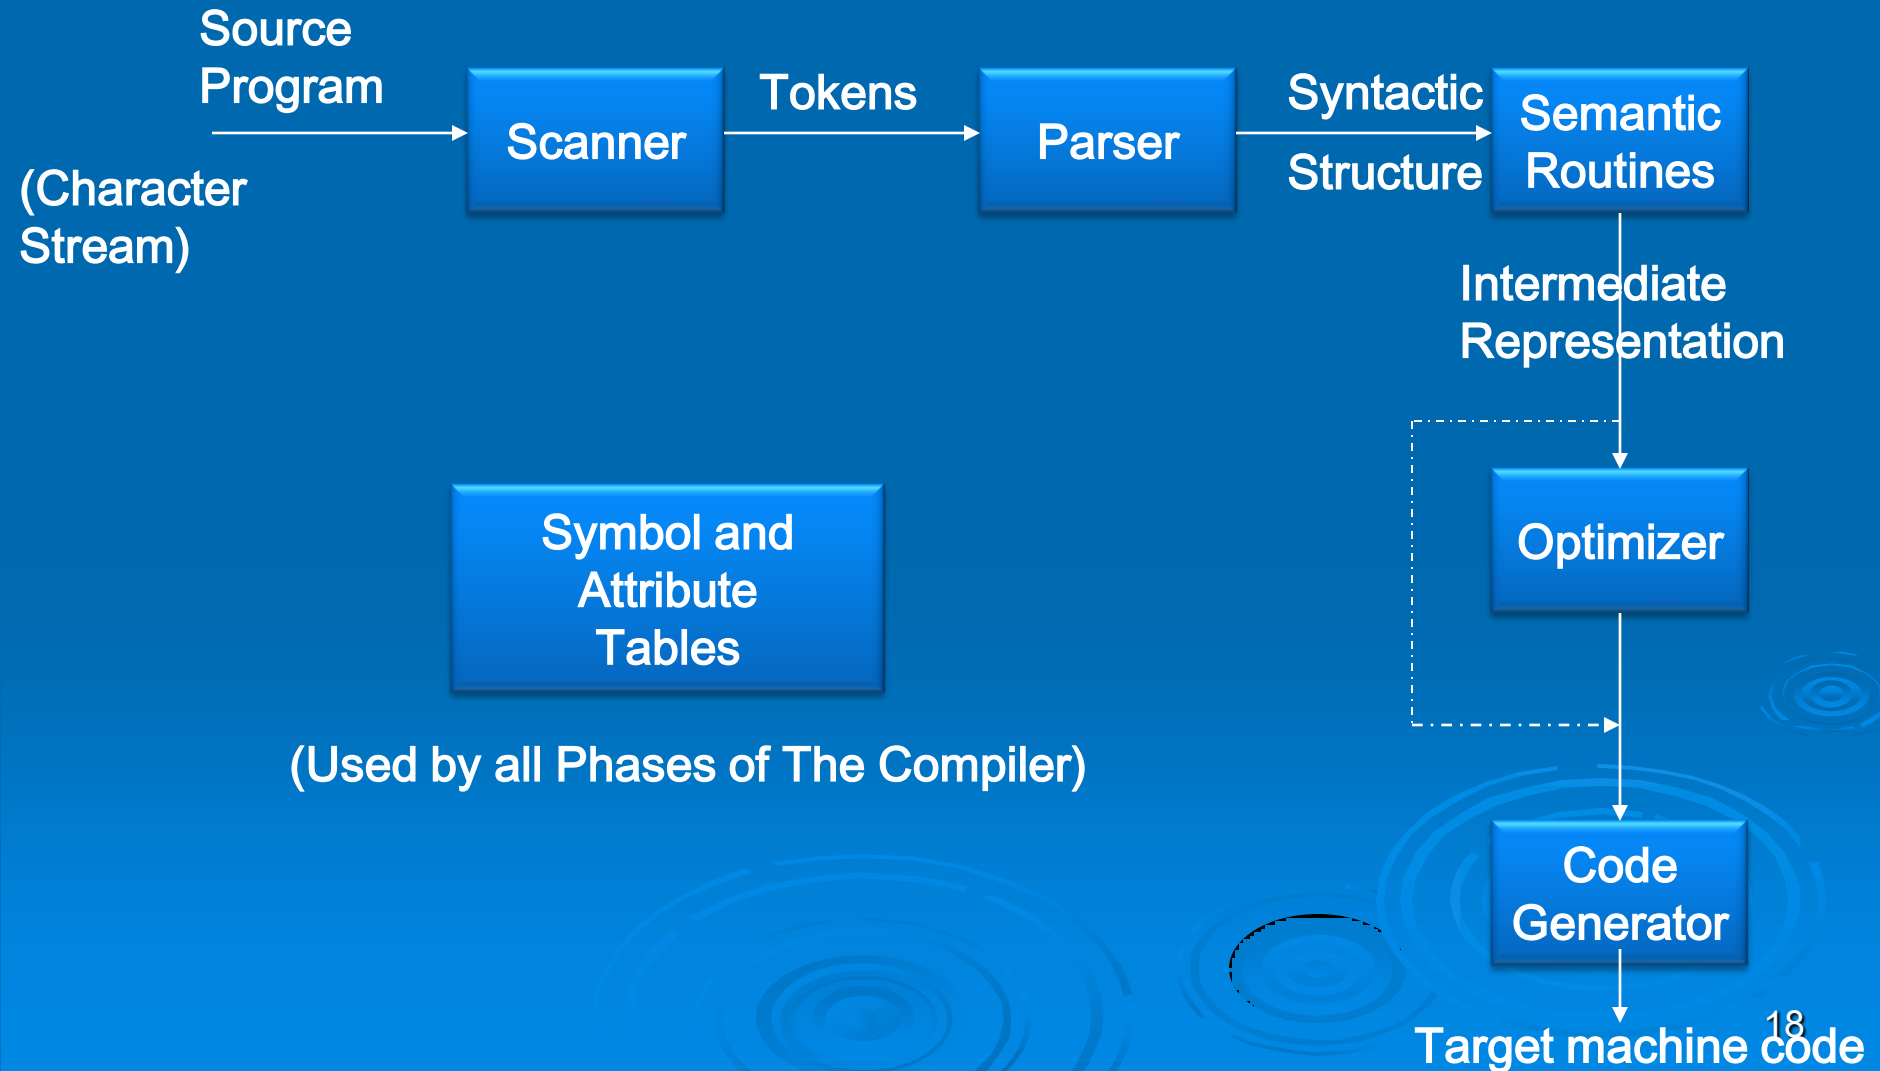 Source
Program
(Character
Stream)
Scanner
Tokens
Parser
Syntactic
Structure
Semantic
Routines
Intermediate
Representation
Symbol and
Attribute
Tables
(Used by all Phases of The Compiler)
Optimizer
Code
Generator
Target machine code
18